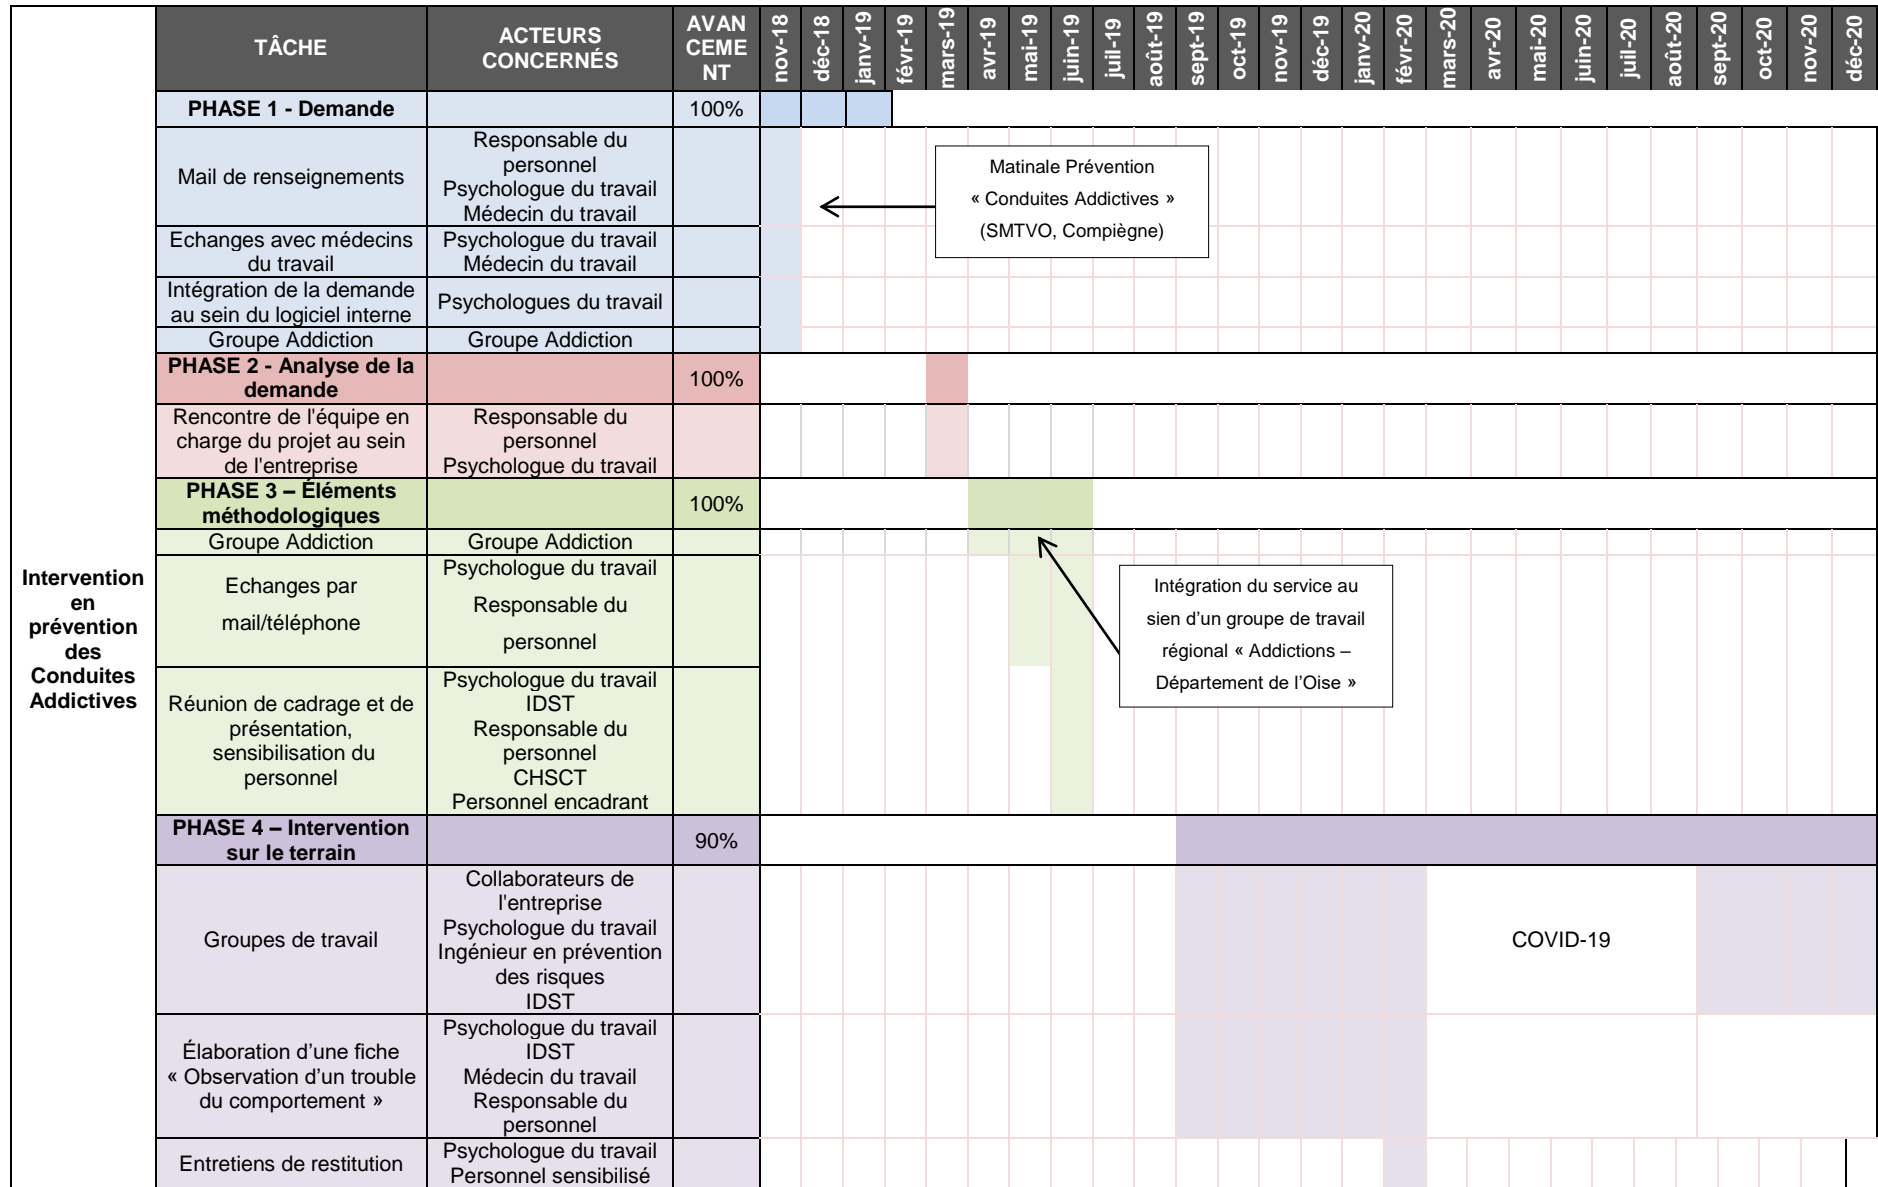 TÂCHE
ACTEURS
CONCERNÉS
AVAN
CEME
NT
nov-18
déc-18
janv-19
févr-19
mars-19
avr-19
mai-19
juin-19
juil-19
août-19
sept-19
oct-19
nov-19
déc-19
janv-20
févr-20
mars-20
avr-20
mai-20
juin-20
juil-20
août-20
sept-20
oct-20
nov-20
déc-20
Intervention
en
prévention
des
Conduites
Addictives
PHASE 1 - Demande
100%
Mail de renseignements
Responsable du
personnel
Psychologue du travail
Médecin du travail
Matinale Prévention
« Conduites Addictives »
(SMTVO, Compiègne)
Echanges avec médecins
du travail
Psychologue du travail
Médecin du travail
Intégration de la demande
au sein du logiciel interne
Psychologues du travail
Groupe Addiction
Groupe Addiction
PHASE 2 - Analyse de la
demande
100%
Rencontre de l'équipe en
charge du projet au sein
de l'entreprise
Responsable du
personnel
Psychologue du travail
PHASE 3 – Éléments
méthodologiques
100%
Groupe Addiction
Groupe Addiction
Echanges par
mail/téléphone
Psychologue du travail
Responsable du
personnel
Intégration du service au
sien d’un groupe de travail
régional « Addictions –
Département de l’Oise »
Réunion de cadrage et de
présentation,
sensibilisation du
personnel
Psychologue du travail
IDST
Responsable du
personnel
CHSCT
Personnel encadrant
PHASE 4 – Intervention
sur le terrain
90%
Groupes de travail
Collaborateurs de
l'entreprise
Psychologue du travail
Ingénieur en prévention
des risques
IDST
COVID-19
Élaboration d’une fiche
« Observation d’un trouble
du comportement »
Psychologue du travail
IDST
Médecin du travail
Responsable du
personnel
Entretiens de restitution
Psychologue du travail
Personnel sensibilisé